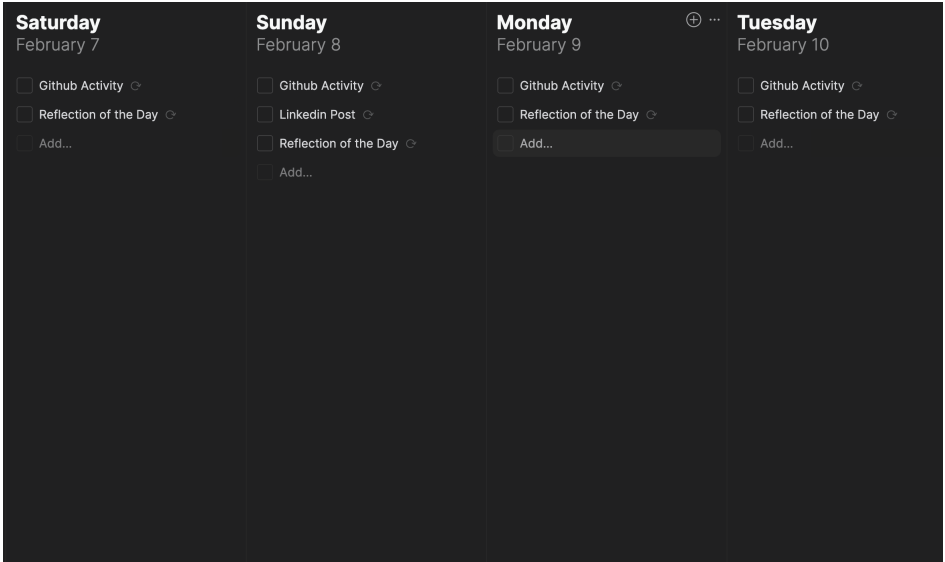 Saturday
February 7
Github Activity
Reflection of the Day
Add...
Sunday
February 8
Github Activity
Linkedin Post
Reflection of the Day
Add...
Monday
February 9
Github Activity
Reflection of the Day
Add...
Tuesday
February 10
Github Activity
Reflection of the Day
Add...